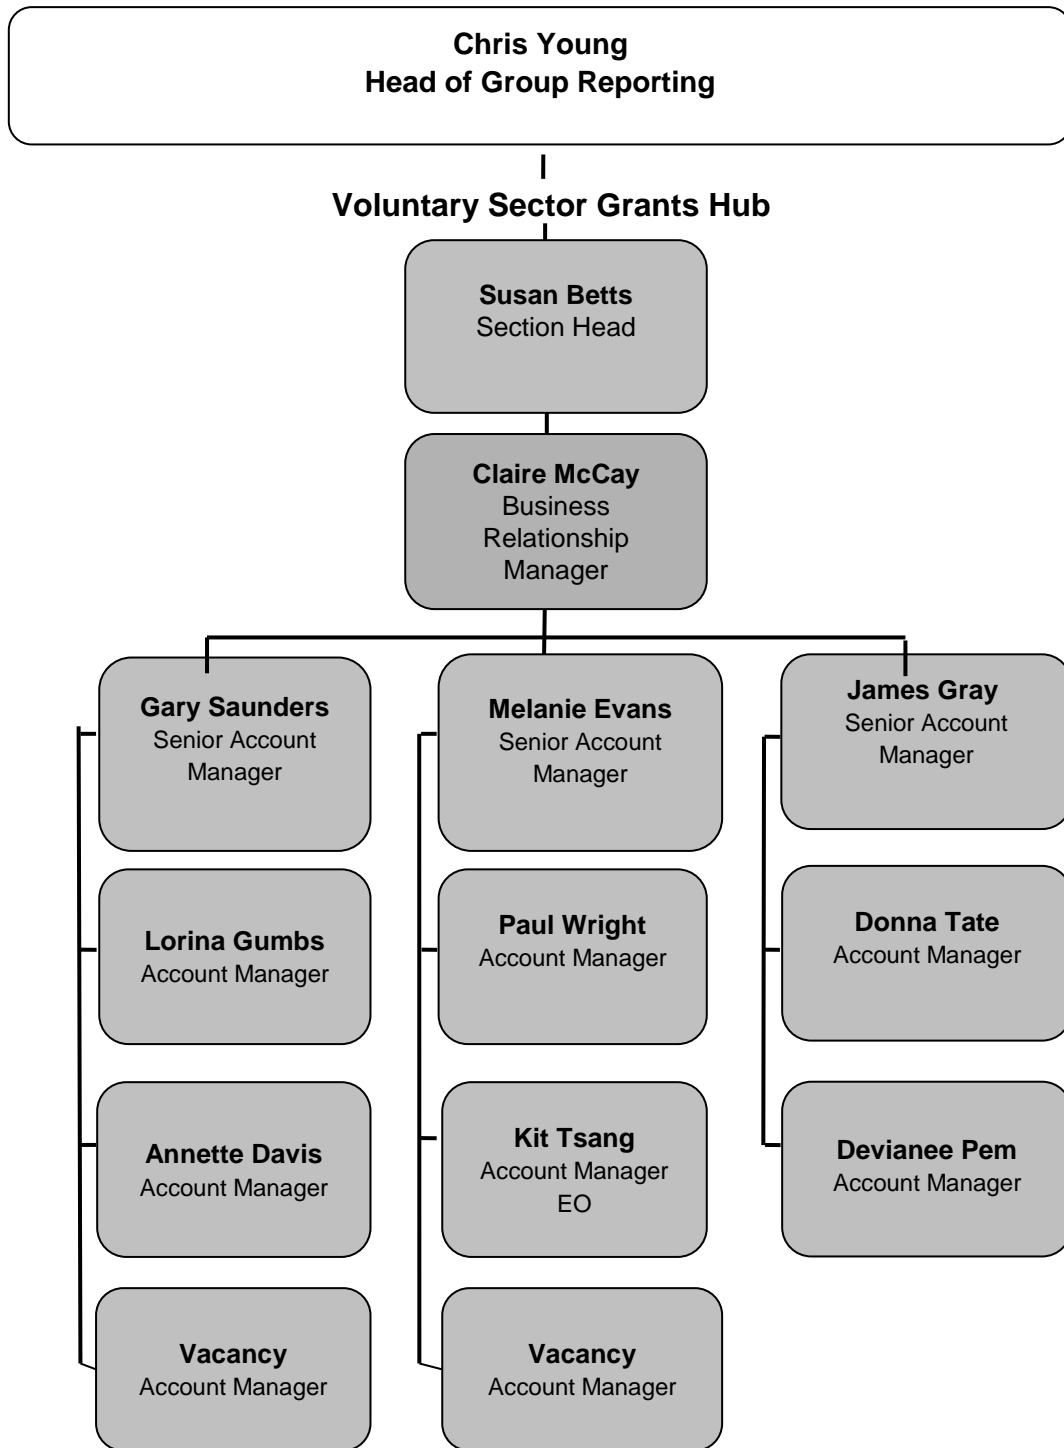 Chris Young
Head of Group Reporting
Voluntary Sector Grants Hub
Susan Betts
Section Head
Claire McCay
Business
Relationship
Manager
Gary Saunders
Senior Account
Manager
Melanie Evans
Senior Account
Manager
James Gray
Senior Account
Manager
Lorina Gumbs
Account Manager
Paul Wright
Account Manager
Donna Tate
Account Manager
Annette Davis
Account Manager
Kit Tsang
Account Manager
EO
Devianee Pem
Account Manager
Vacancy
Account Manager
Vacancy
Account Manager